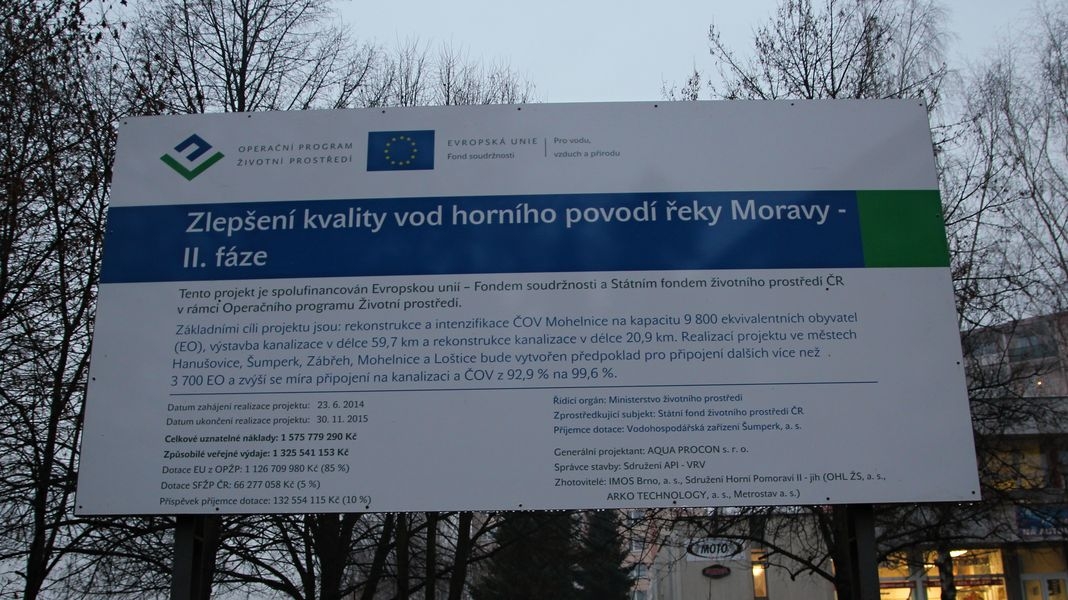 OPERAČNÍ PROGRAM
ŽIVOTNÍ PROSTŘEDÍ
EVROPSKÁ UNIE
Fond soudržnosti
Pro vodu,
vzduch a přírodu
Zlepšení kvality vod horního povodí řeky Moravy -
II. fáze
Tento projekt je spolufinancován Evropskou unií – Fondem soudržnosti a Státním fondem životního prostředí ČR
v rámci Operačního programu Životní prostředí.
Základními cíli projektu jsou: rekonstrukce a intenzifikace ČOV Mohelnice na kapacitu 9 800 ekvivalentních obyvatel
(EO), výstavba kanalizace v délce 59,7 km a rekonstrukce kanalizace v délce 20,9 km. Realizací projektu ve městech
Hanušovice, Šumperk, Zábřeh, Mohelnice a Loštice bude vytvořen předpoklad pro připojení dalších více než
3 700 EO a zvýší se míra připojení na kanalizaci a ČOV z 92,9 % na 99,6 %.
Datum zahájení realizace projektu: 23. 6. 2014
Datum ukončení realizace projektu: 30. 11. 2015
Celkové uznatelné náklady: 1 575 779 290 Kč
Způsobilé veřejné výdaje: 1 325 541 153 Kč
Dotace EU z OPŽP: 1 126 709 980 Kč (85 %)
Dotace SFŽP ČR: 66 277 058 Kč (5 %)
Příspěvek příjemce dotace: 132 554 115 Kč (10 %)
Řídící orgán: Ministerstvo životního prostředí
Zprostředkující subjekt: Státní fond životního prostředí ČR
Příjemce dotace: Vodohospodářská zařízení Šumperk, a. s.
Generální projektant: AQUA PROCON s. r. o.
Správce stavby: Sdružení API - VRV
Zhotovitelé: IMOS Brno, a. s., Sdružení Horní Pomoraví II - jih (OHL ŽS, a. s.,
ARKO TECHNOLOGY, a. s., Metrostav a. s.)
MOTO